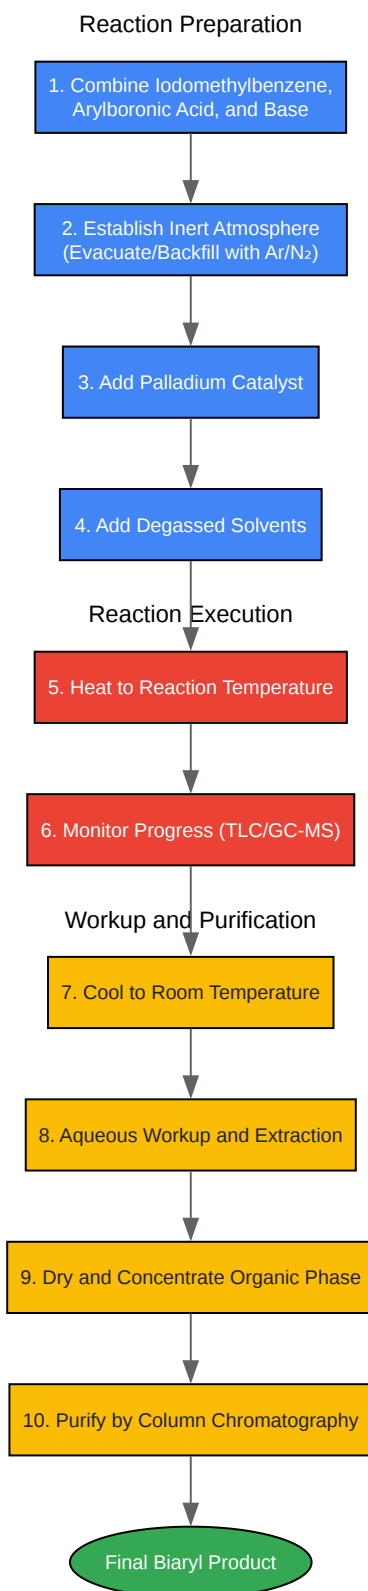 Reaction Preparation
1. Combine Iodomethylbenzene,
Arylboronic Acid, and Base
2. Establish Inert Atmosphere
(Evacuate/Backfill with Ar/N₂)
3. Add Palladium Catalyst
4. Add Degassed Solvents
Reaction Execution
5. Heat to Reaction Temperature
6. Monitor Progress (TLC/GC-MS)
Workup and Purification
7. Cool to Room Temperature
8. Aqueous Workup and Extraction
9. Dry and Concentrate Organic Phase
10. Purify by Column Chromatography
Final Biaryl Product